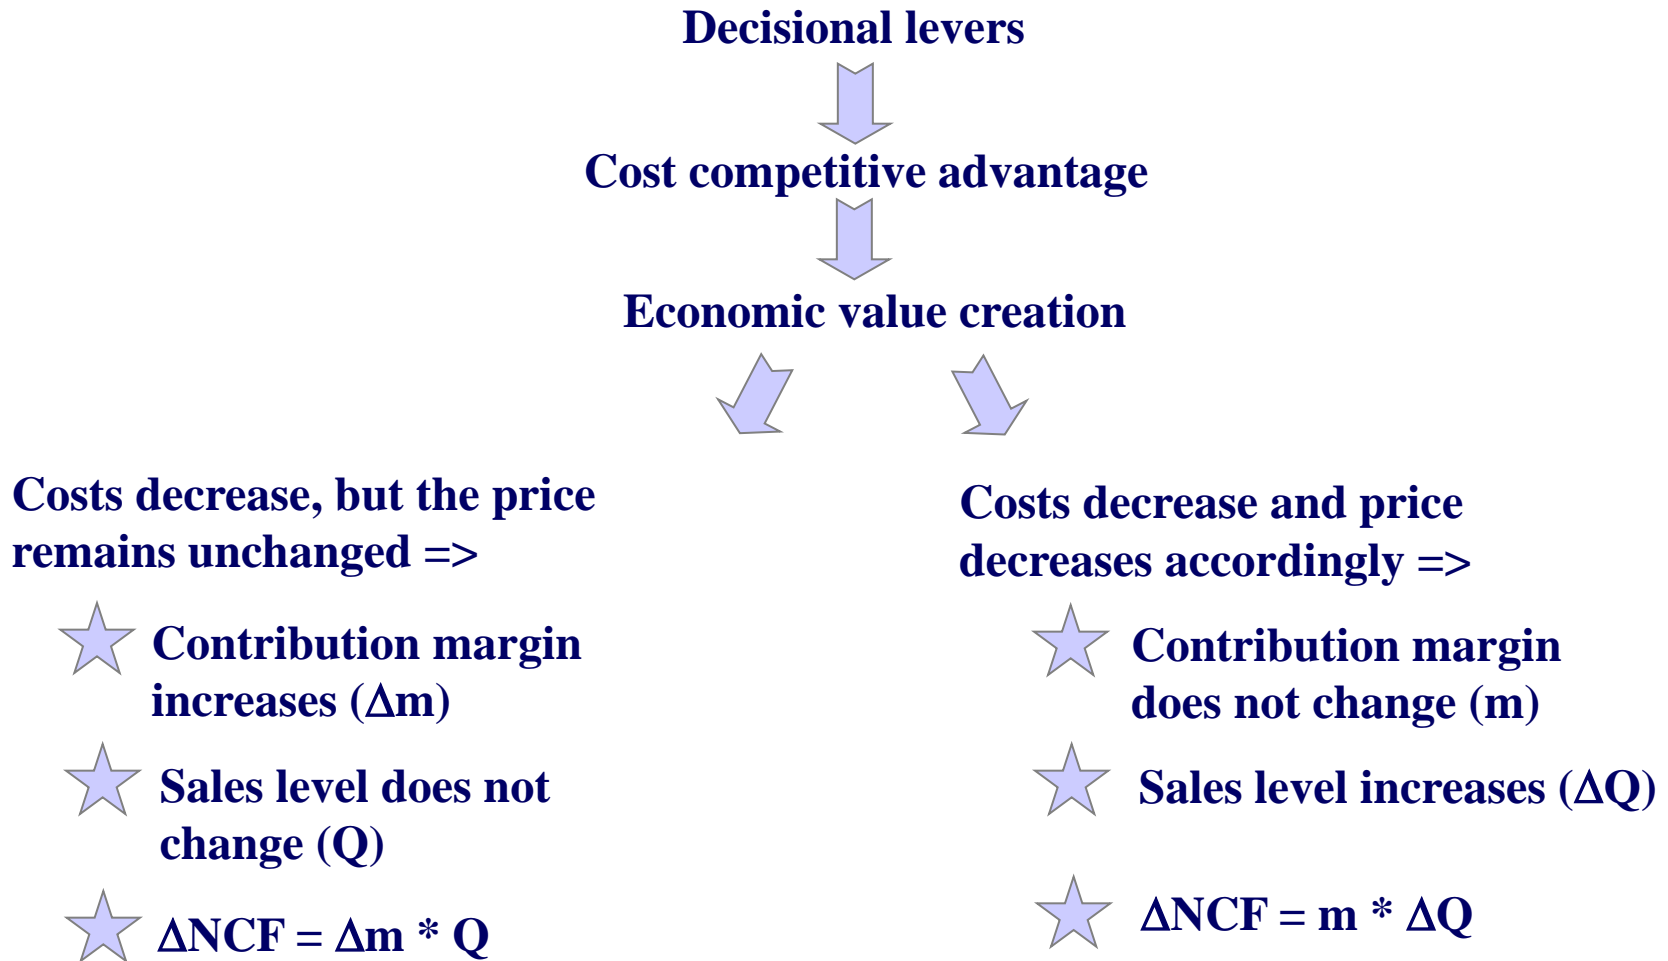 Decisional levers
Cost competitive advantage
Economic value creation
Costs decrease, but the price
remains unchanged =>
Contribution margin
increases (Δm)
Sales level does not
change (Q)
ΔNCF = Δm * Q
Costs decrease and price
decreases accordingly =>
Contribution margin
does not change (m)
Sales level increases (ΔQ)
ΔNCF = m * ΔQ